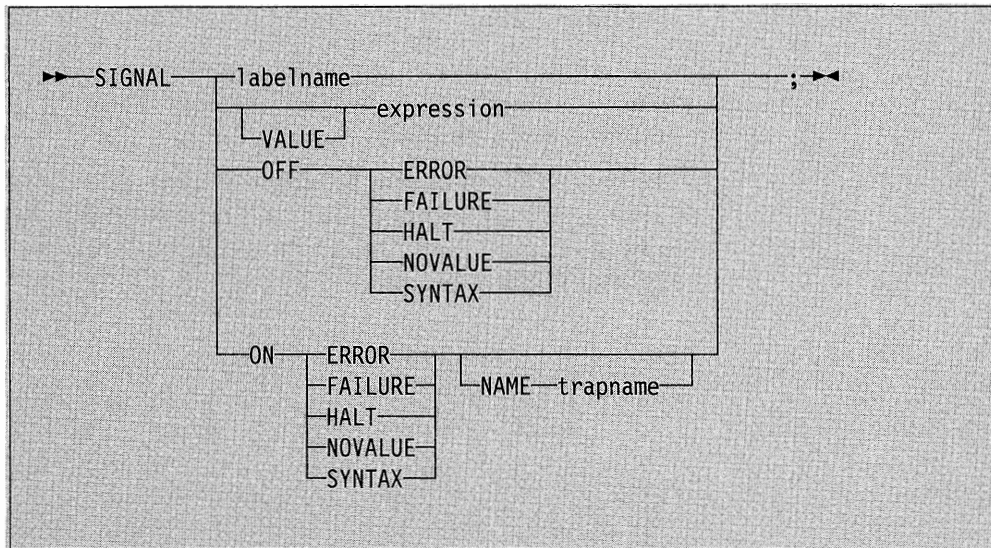 SIGNAL labelname ;
expression
VALUE
OFF ERROR
FAILURE
HALT
NOVALUE
SYNTAX
ON ERROR NAME trapname
FAILURE
HALT
NOVALUE
SYNTAX